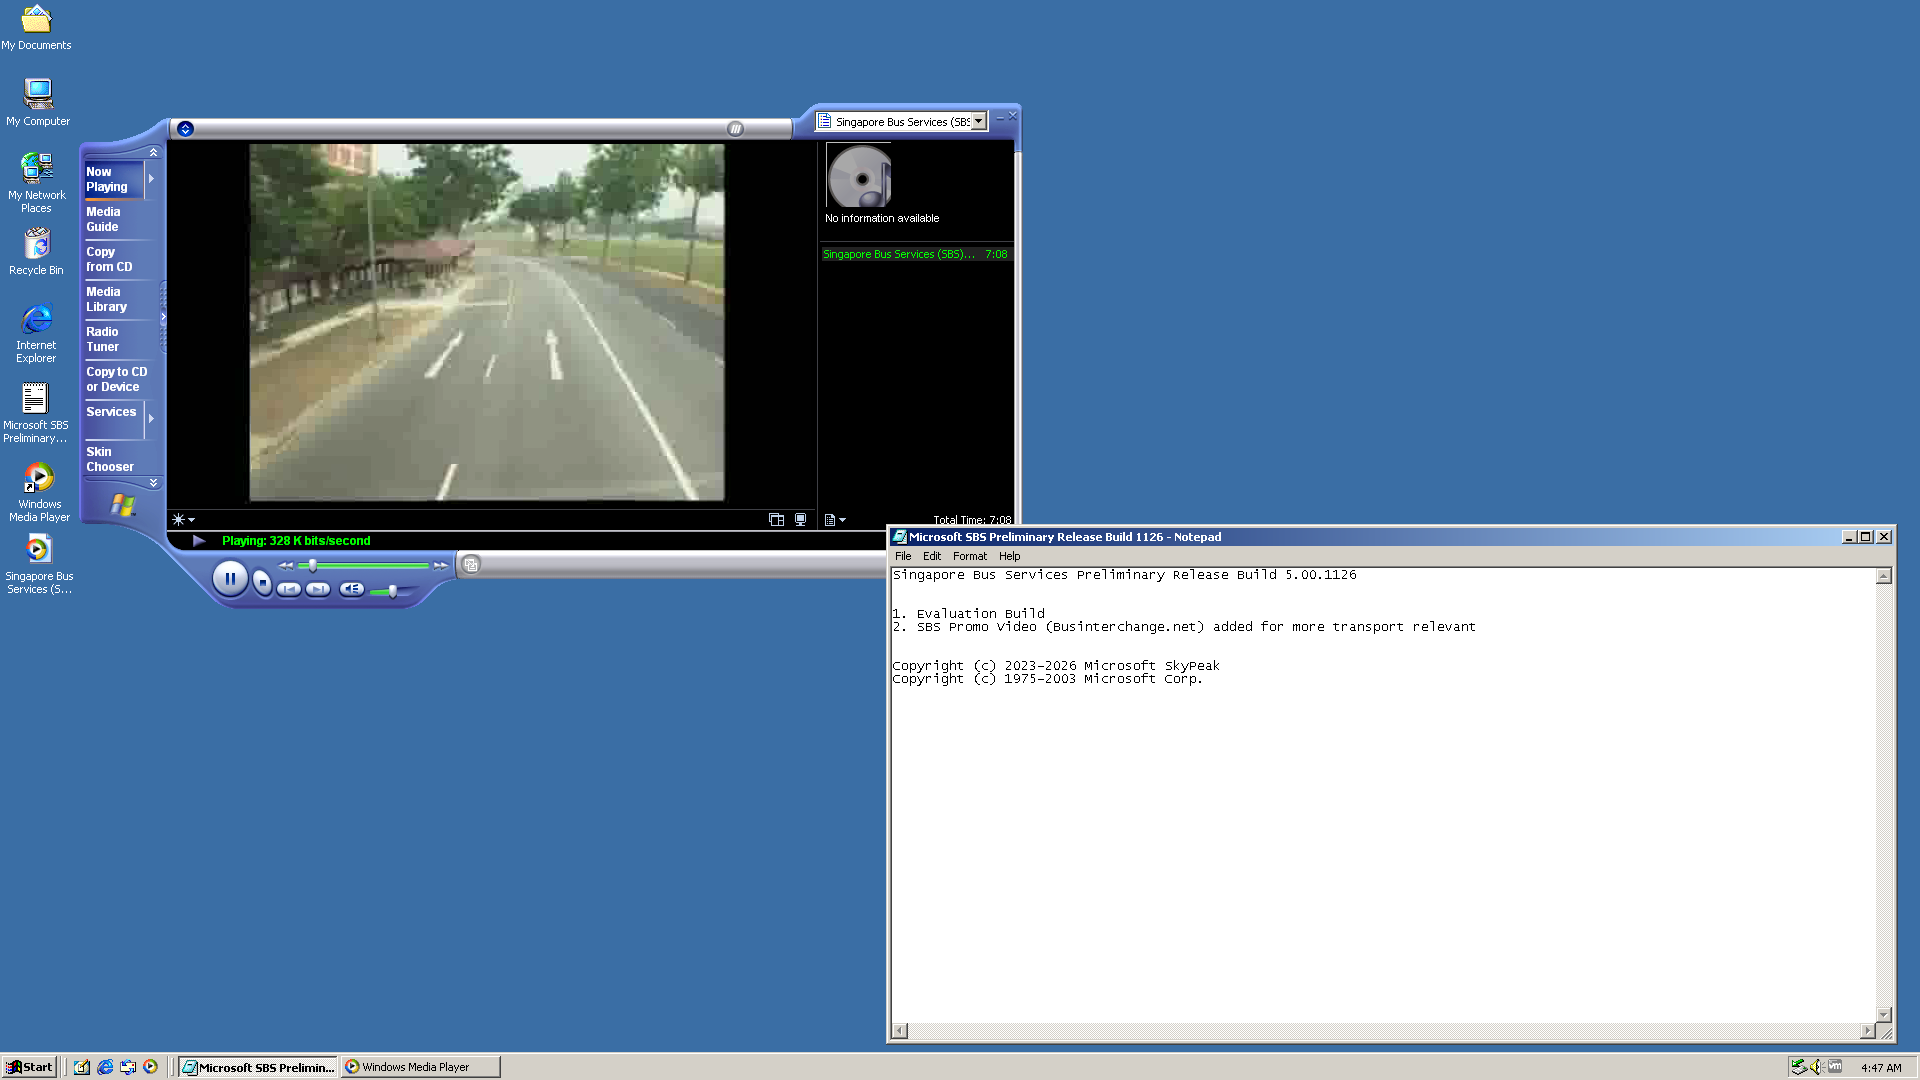 My Documents
My Computer
My Network
Places
Recycle Bin
Internet
Explorer
Microsoft SBS
Preliminary...
Windows
Media Player
Singapore Bus
Services (S...
Singapore Bus Services (SBS
Now
Playing
Media
Guide
Copy
from CD
Media
Library
Radio
Tuner
Copy to CD
or Device
Services
Skin
Chooser
No information available
Singapore Bus Services (SBS)... 7:08
Total Time: 7:08
Playing: 328 K bits/second
Microsoft SBS Preliminary Release Build 1126 - Notepad
File Edit Format Help
Singapore Bus Services Preliminary Release Build 5.00.1126
1. Evaluation Build
2. SBS Promo Video (Businterchange.net) added for more transport relevant
Copyright (c) 2023-2026 Microsoft SkyPeak
Copyright (c) 1975-2003 Microsoft Corp.
Start
Microsoft SBS Prelimin...
Windows Media Player
vm
4:47 AM